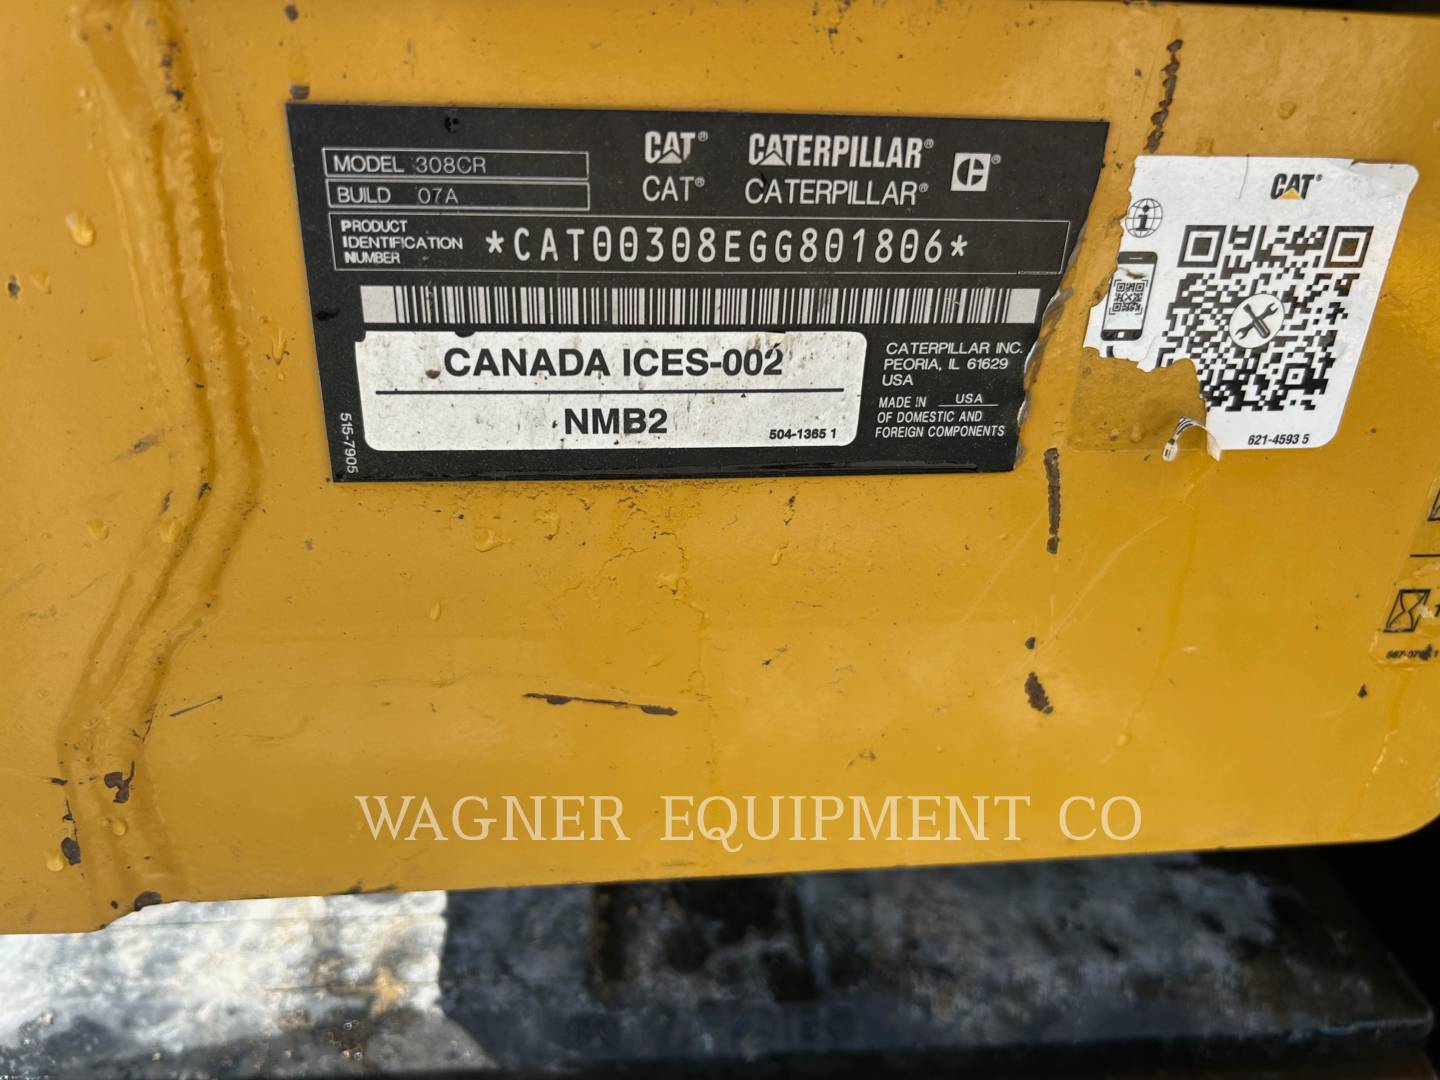 MODEL 308CR
BUILD 07A
CAT® CATERPILLAR®
CAT® CATERPILLAR®
PRODUCT
IDENTIFICATION
NUMBER
*CAT00308EGG801806*
CANADA ICES-002
NMB2
504-1365 1
CATERPILLAR INC.
PEORIA, IL 61629
USA
MADE IN USA
OF DOMESTIC AND
FOREIGN COMPONENTS
515-7905
CAT®
621-4593 5
WAGNER EQUIPMENT CO